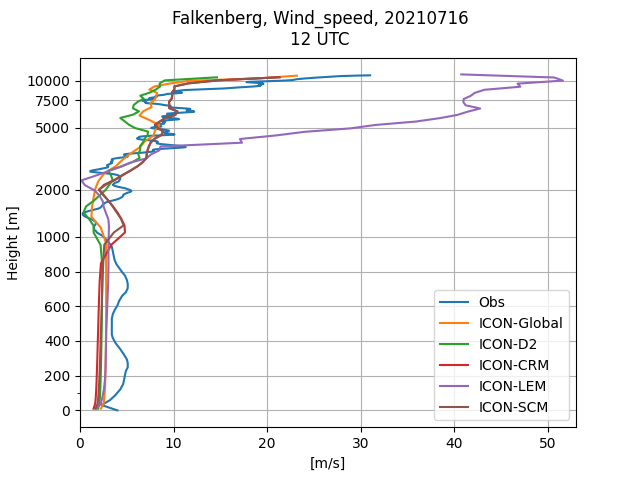 Falkenberg, Wind_speed, 20210716
12 UTC
Height [m]
10000
7500
5000
2000
1000
800
600
400
200
0
0 10 20 30 40 50
[m/s]
Obs
ICON-Global
ICON-D2
ICON-CRM
ICON-LEM
ICON-SCM